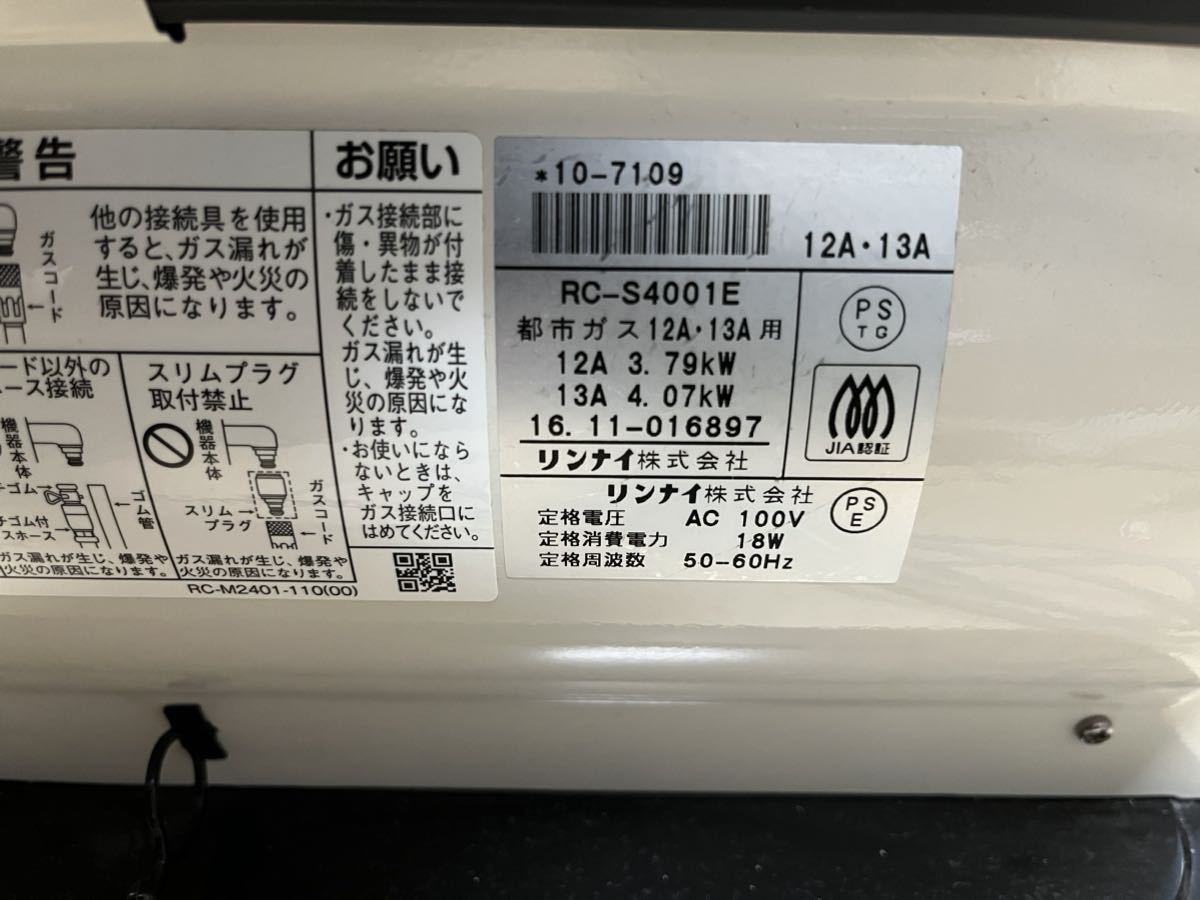 警告
他の接続具を使用
すると、ガス漏れが
生じ、爆発や火災の
原因になります。
ガスコード
ード以外の
ース接続
機器本体
ゴム管
スホース
ガス漏れが生じ、爆発や
火災の原因になります。
スリムプラグ
取付禁止
機器本体
スリム
プラグ
ガスコード
ガス漏れが生じ、爆発や
火災の原因になります。
RC-M2401-110(00)
お願い
・ガス接続部に
傷・異物が付
着したまま接
続をしないで
ください。
ガス漏れが生
じ、爆発や火
災の原因にな
ります。
・お使いになら
ないときは、
キャップを
ガス接続口に
はめてください。
*10-7109
12A・13A
RC-S4001E
都市ガス12A・13A用
12A 3.79kW
13A 4.07kW
16.11-016897
リンナイ株式会社
PS
TG
JIA認証
リンナイ株式会社
定格電圧 AC 100V
定格消費電力 18W
定格周波数 50-60Hz
PS
E